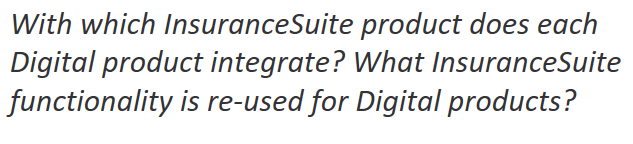 With which InsuranceSuite product does each
Digital product integrate? What InsuranceSuite
functionality is re-used for Digital products?